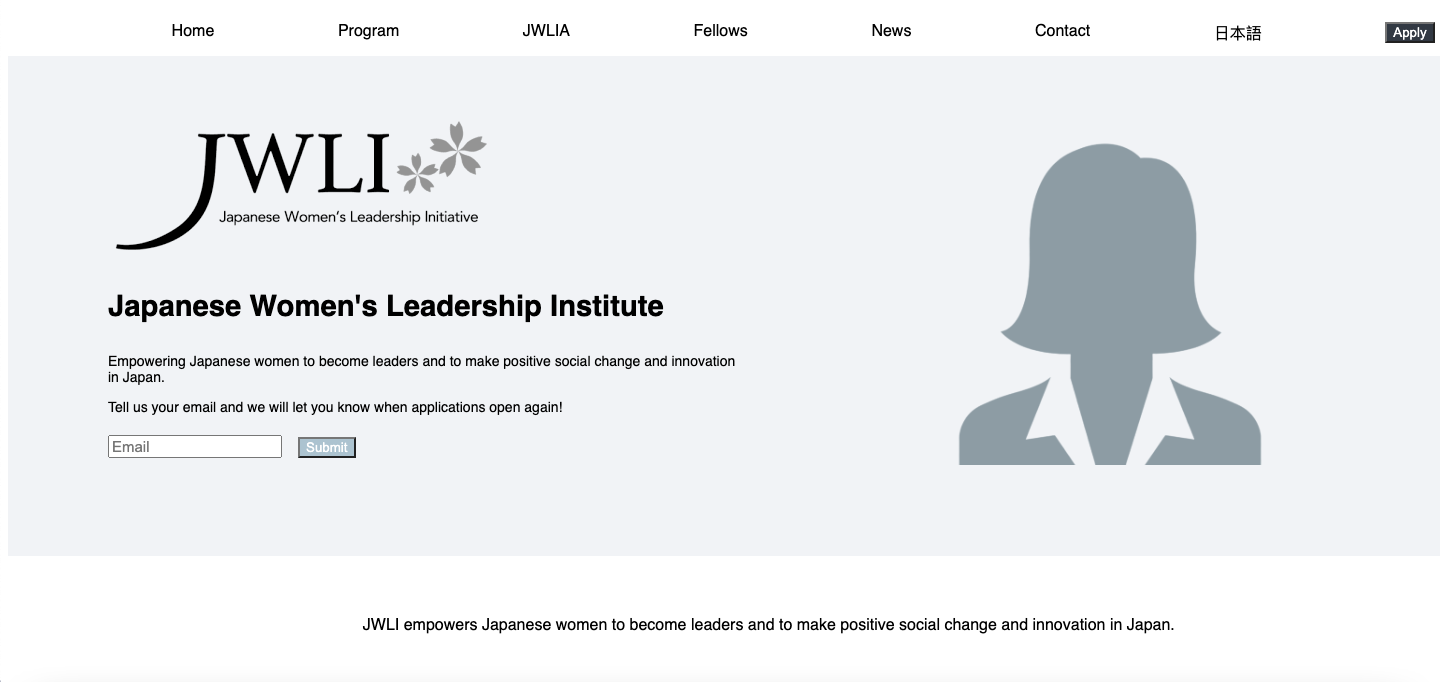 Home Program JWLIA Fellows News Contact 日本語 Apply
JWLI
Japanese Women's Leadership Initiative
Japanese Women's Leadership Institute
Empowering Japanese women to become leaders and to make positive social change and innovation
in Japan.
Tell us your email and we will let you know when applications open again!
Email Submit
JWLI empowers Japanese women to become leaders and to make positive social change and innovation in Japan.